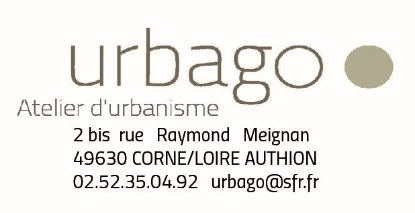 urbago
Atelier d'urbanisme
2 bis rue Raymond Meignan
49630 CORNE/LOIRE AUTHION
02.52.35.04.92 urbago@sfr.fr